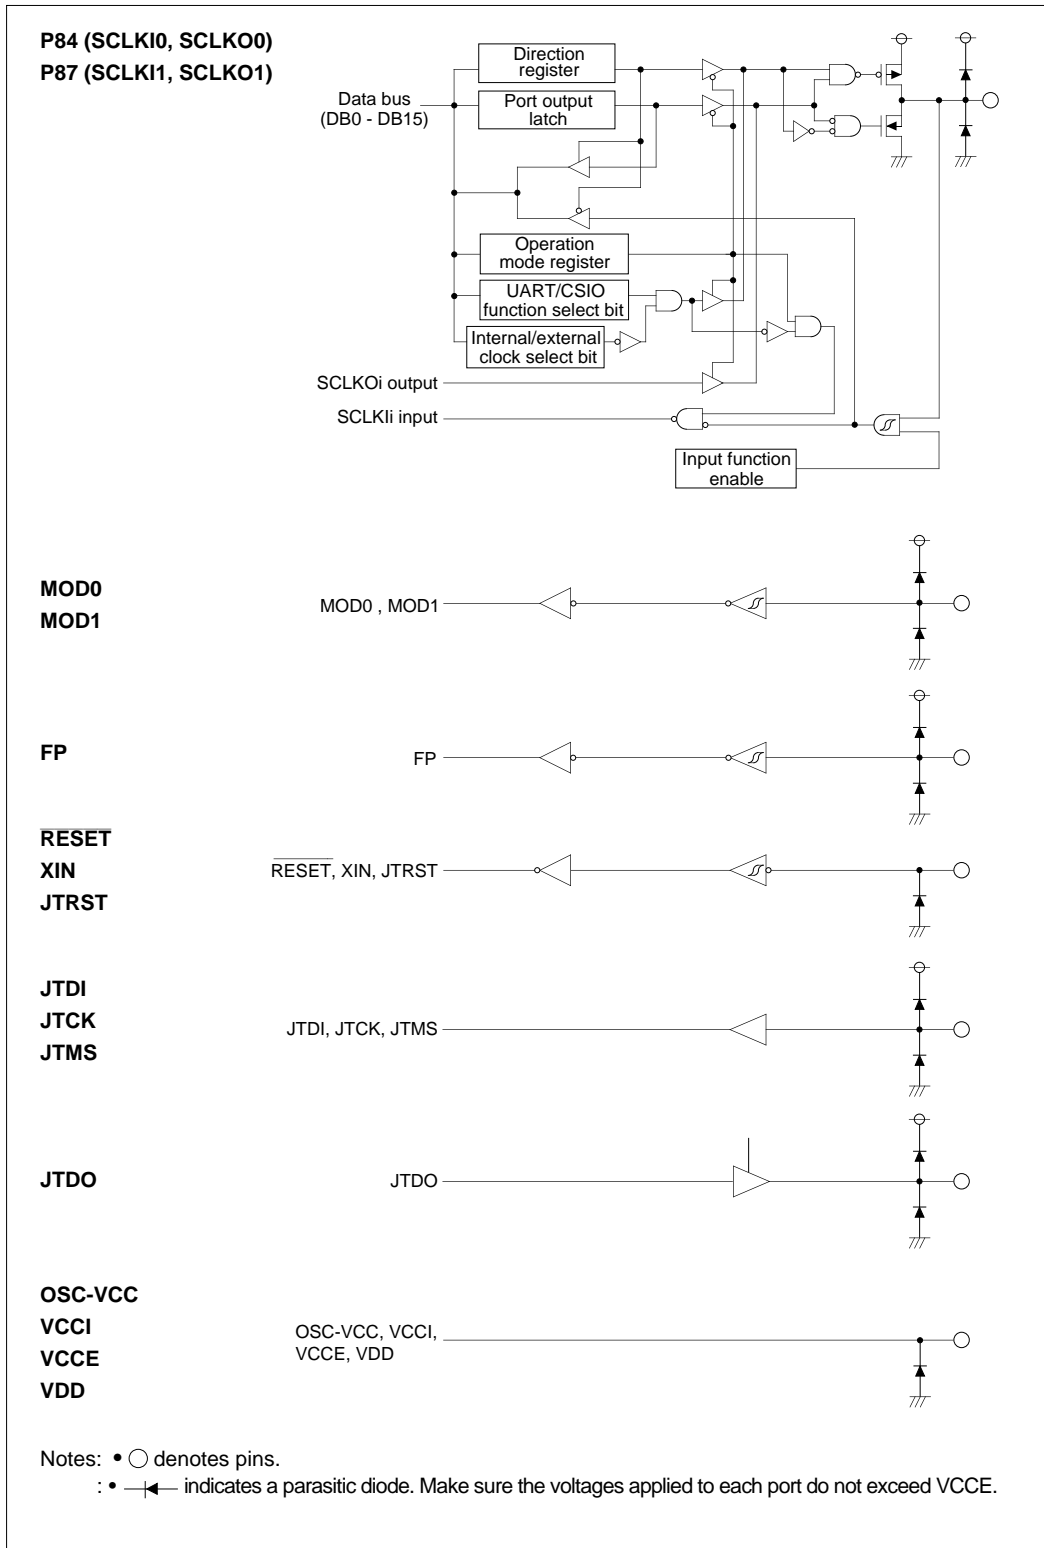 P84 (SCLKI0, SCLKO0)
P87 (SCLKI1, SCLKO1)
Data bus
(DB0 - DB15)
Direction
register
Port output
latch
Operation
mode register
UART/CSIO
function select bit
Internal/external
clock select bit
SCLKOi output
SCLKIi input
Input function
enable
MOD0
MOD1
MOD0 , MOD1
FP
FP
RESET
XIN
JTRST
RESET, XIN, JTRST
JTDI
JTCK
JTMS
JTDI, JTCK, JTMS
JTDO
JTDO
OSC-VCC
VCCI
VCCE
VDD
OSC-VCC, VCCI,
VCCE, VDD
Notes: • ○ denotes pins.
: • indicates a parasitic diode. Make sure the voltages applied to each port do not exceed VCCE.